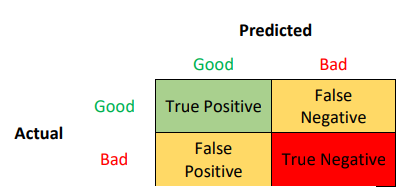 Predicted
Good Bad
Good True Positive False Negative
Actual
Bad False Positive True Negative